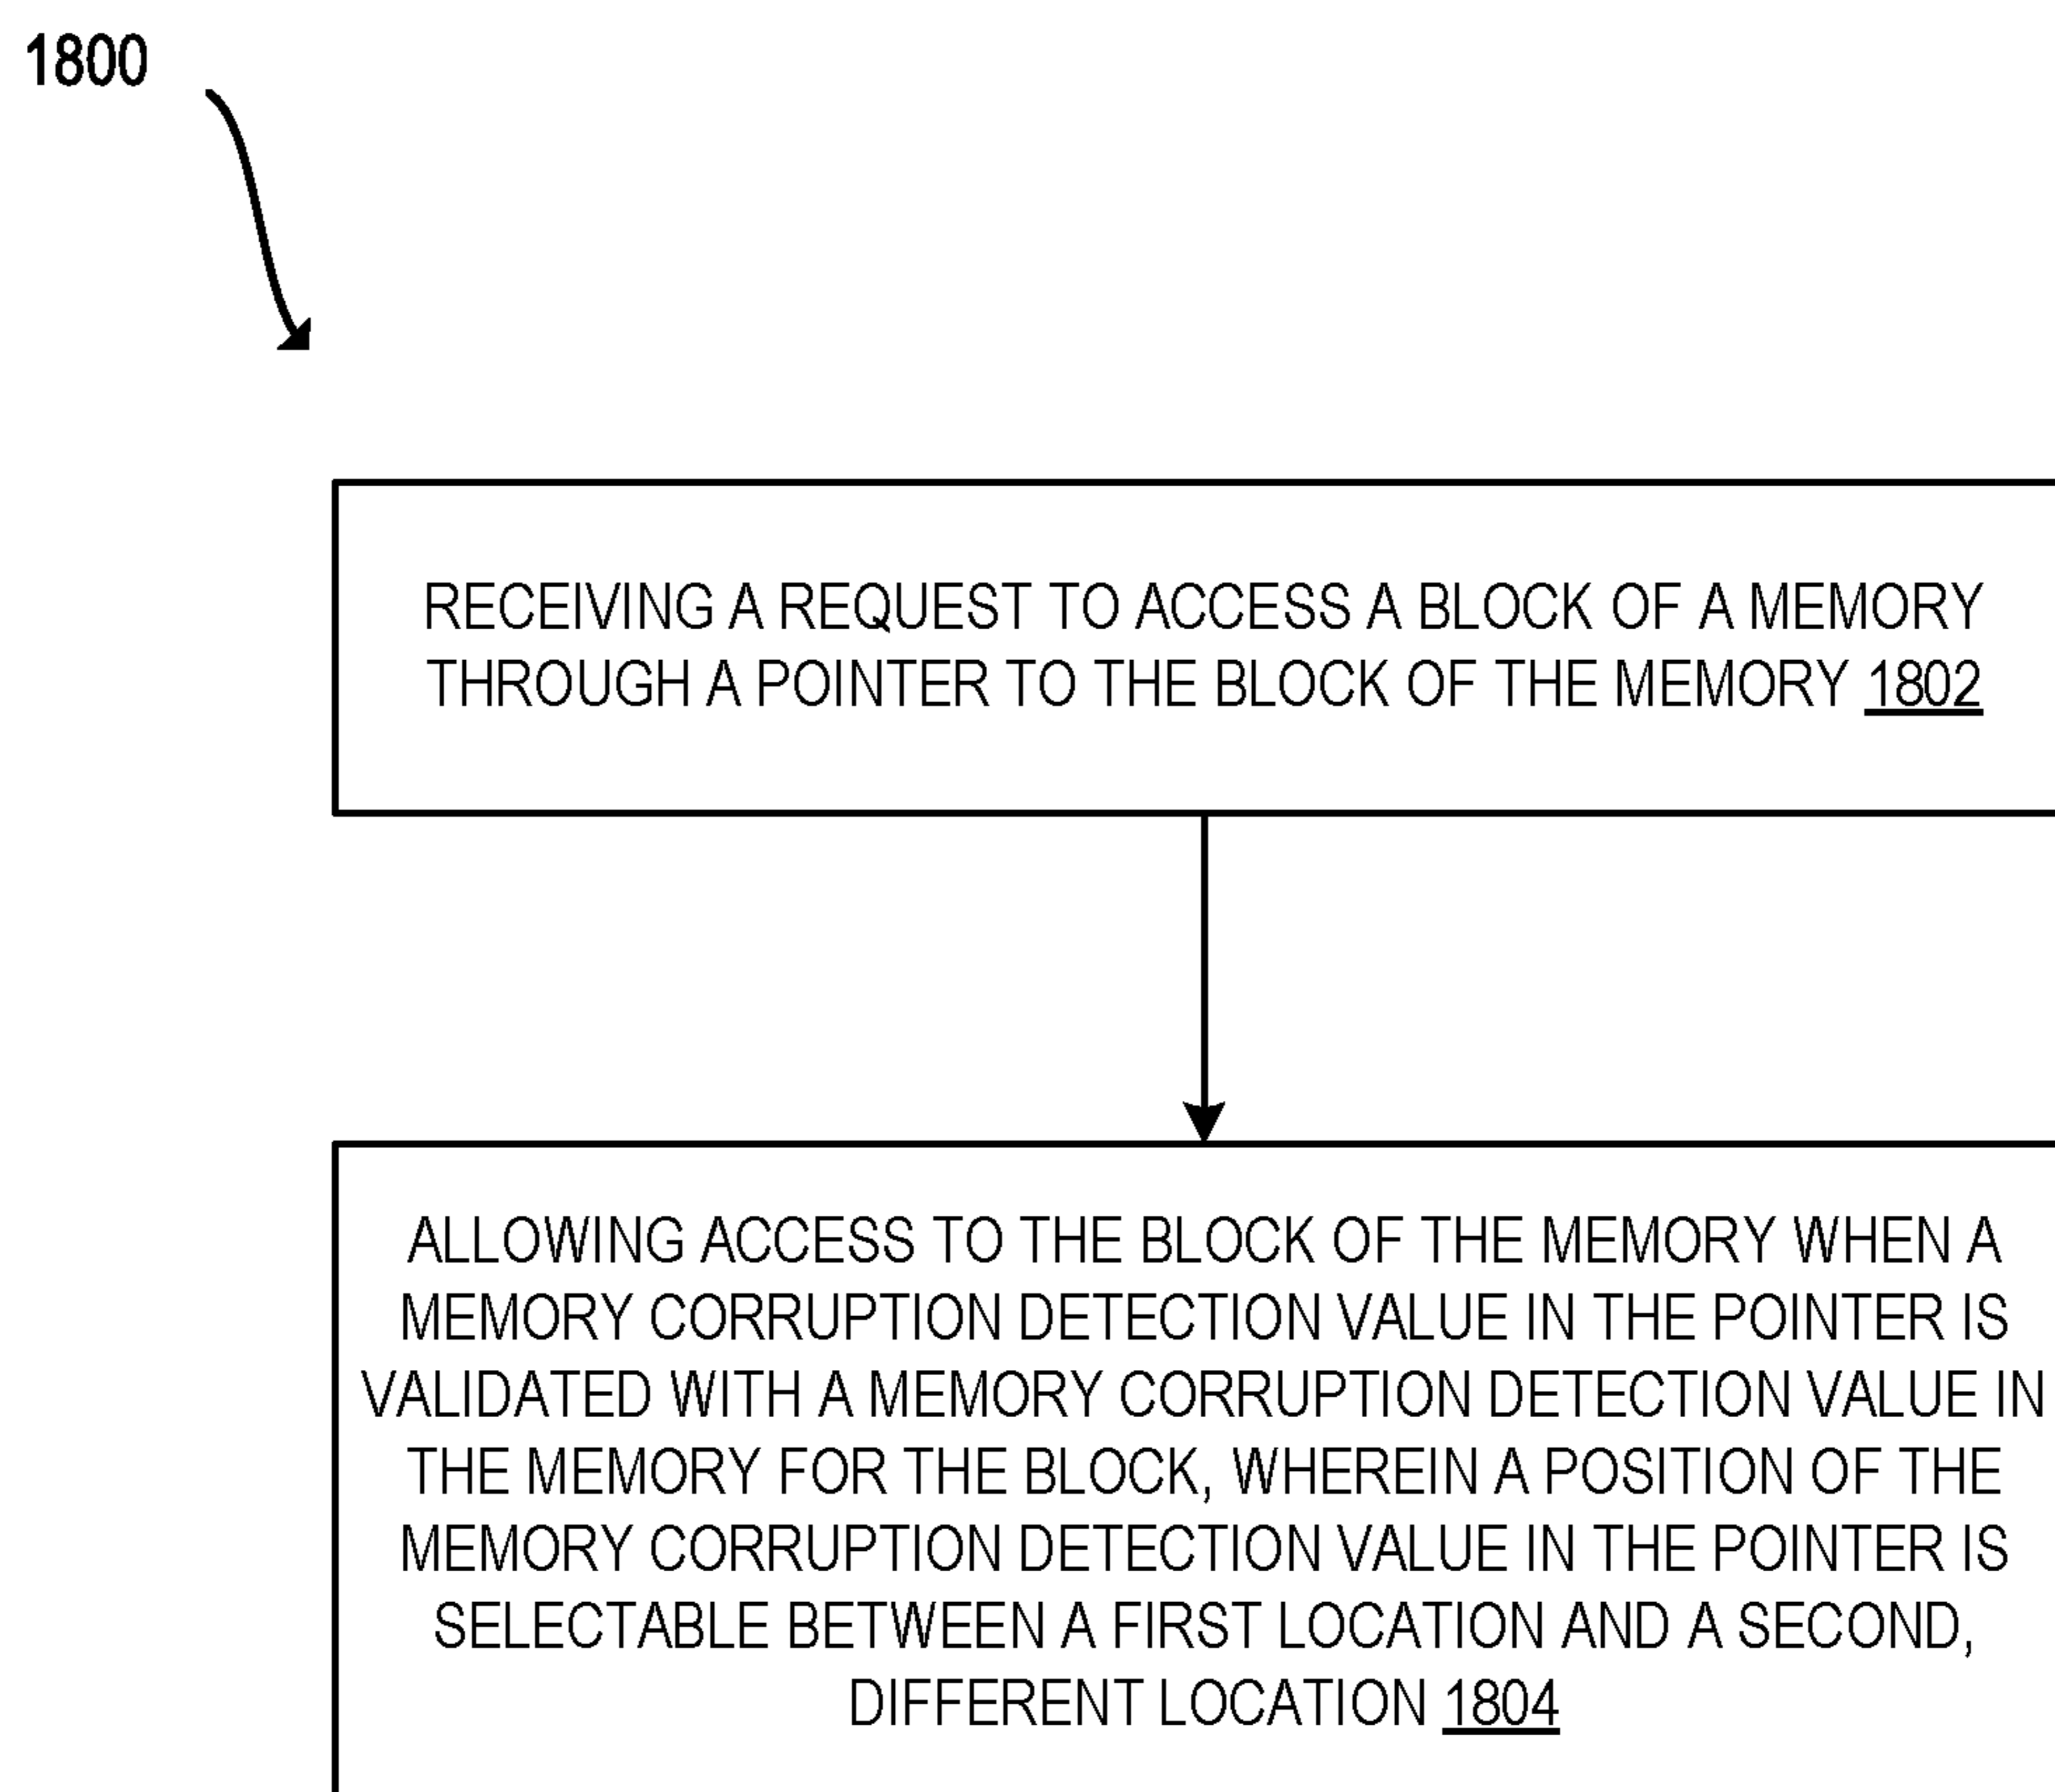 1800
RECEIVING A REQUEST TO ACCESS A BLOCK OF A MEMORY
THROUGH A POINTER TO THE BLOCK OF THE MEMORY 1802
ALLOWING ACCESS TO THE BLOCK OF THE MEMORY WHEN A
MEMORY CORRUPTION DETECTION VALUE IN THE POINTER IS
VALIDATED WITH A MEMORY CORRUPTION DETECTION VALUE IN
THE MEMORY FOR THE BLOCK, WHEREIN A POSITION OF THE
MEMORY CORRUPTION DETECTION VALUE IN THE POINTER IS
SELECTABLE BETWEEN A FIRST LOCATION AND A SECOND,
DIFFERENT LOCATION 1804